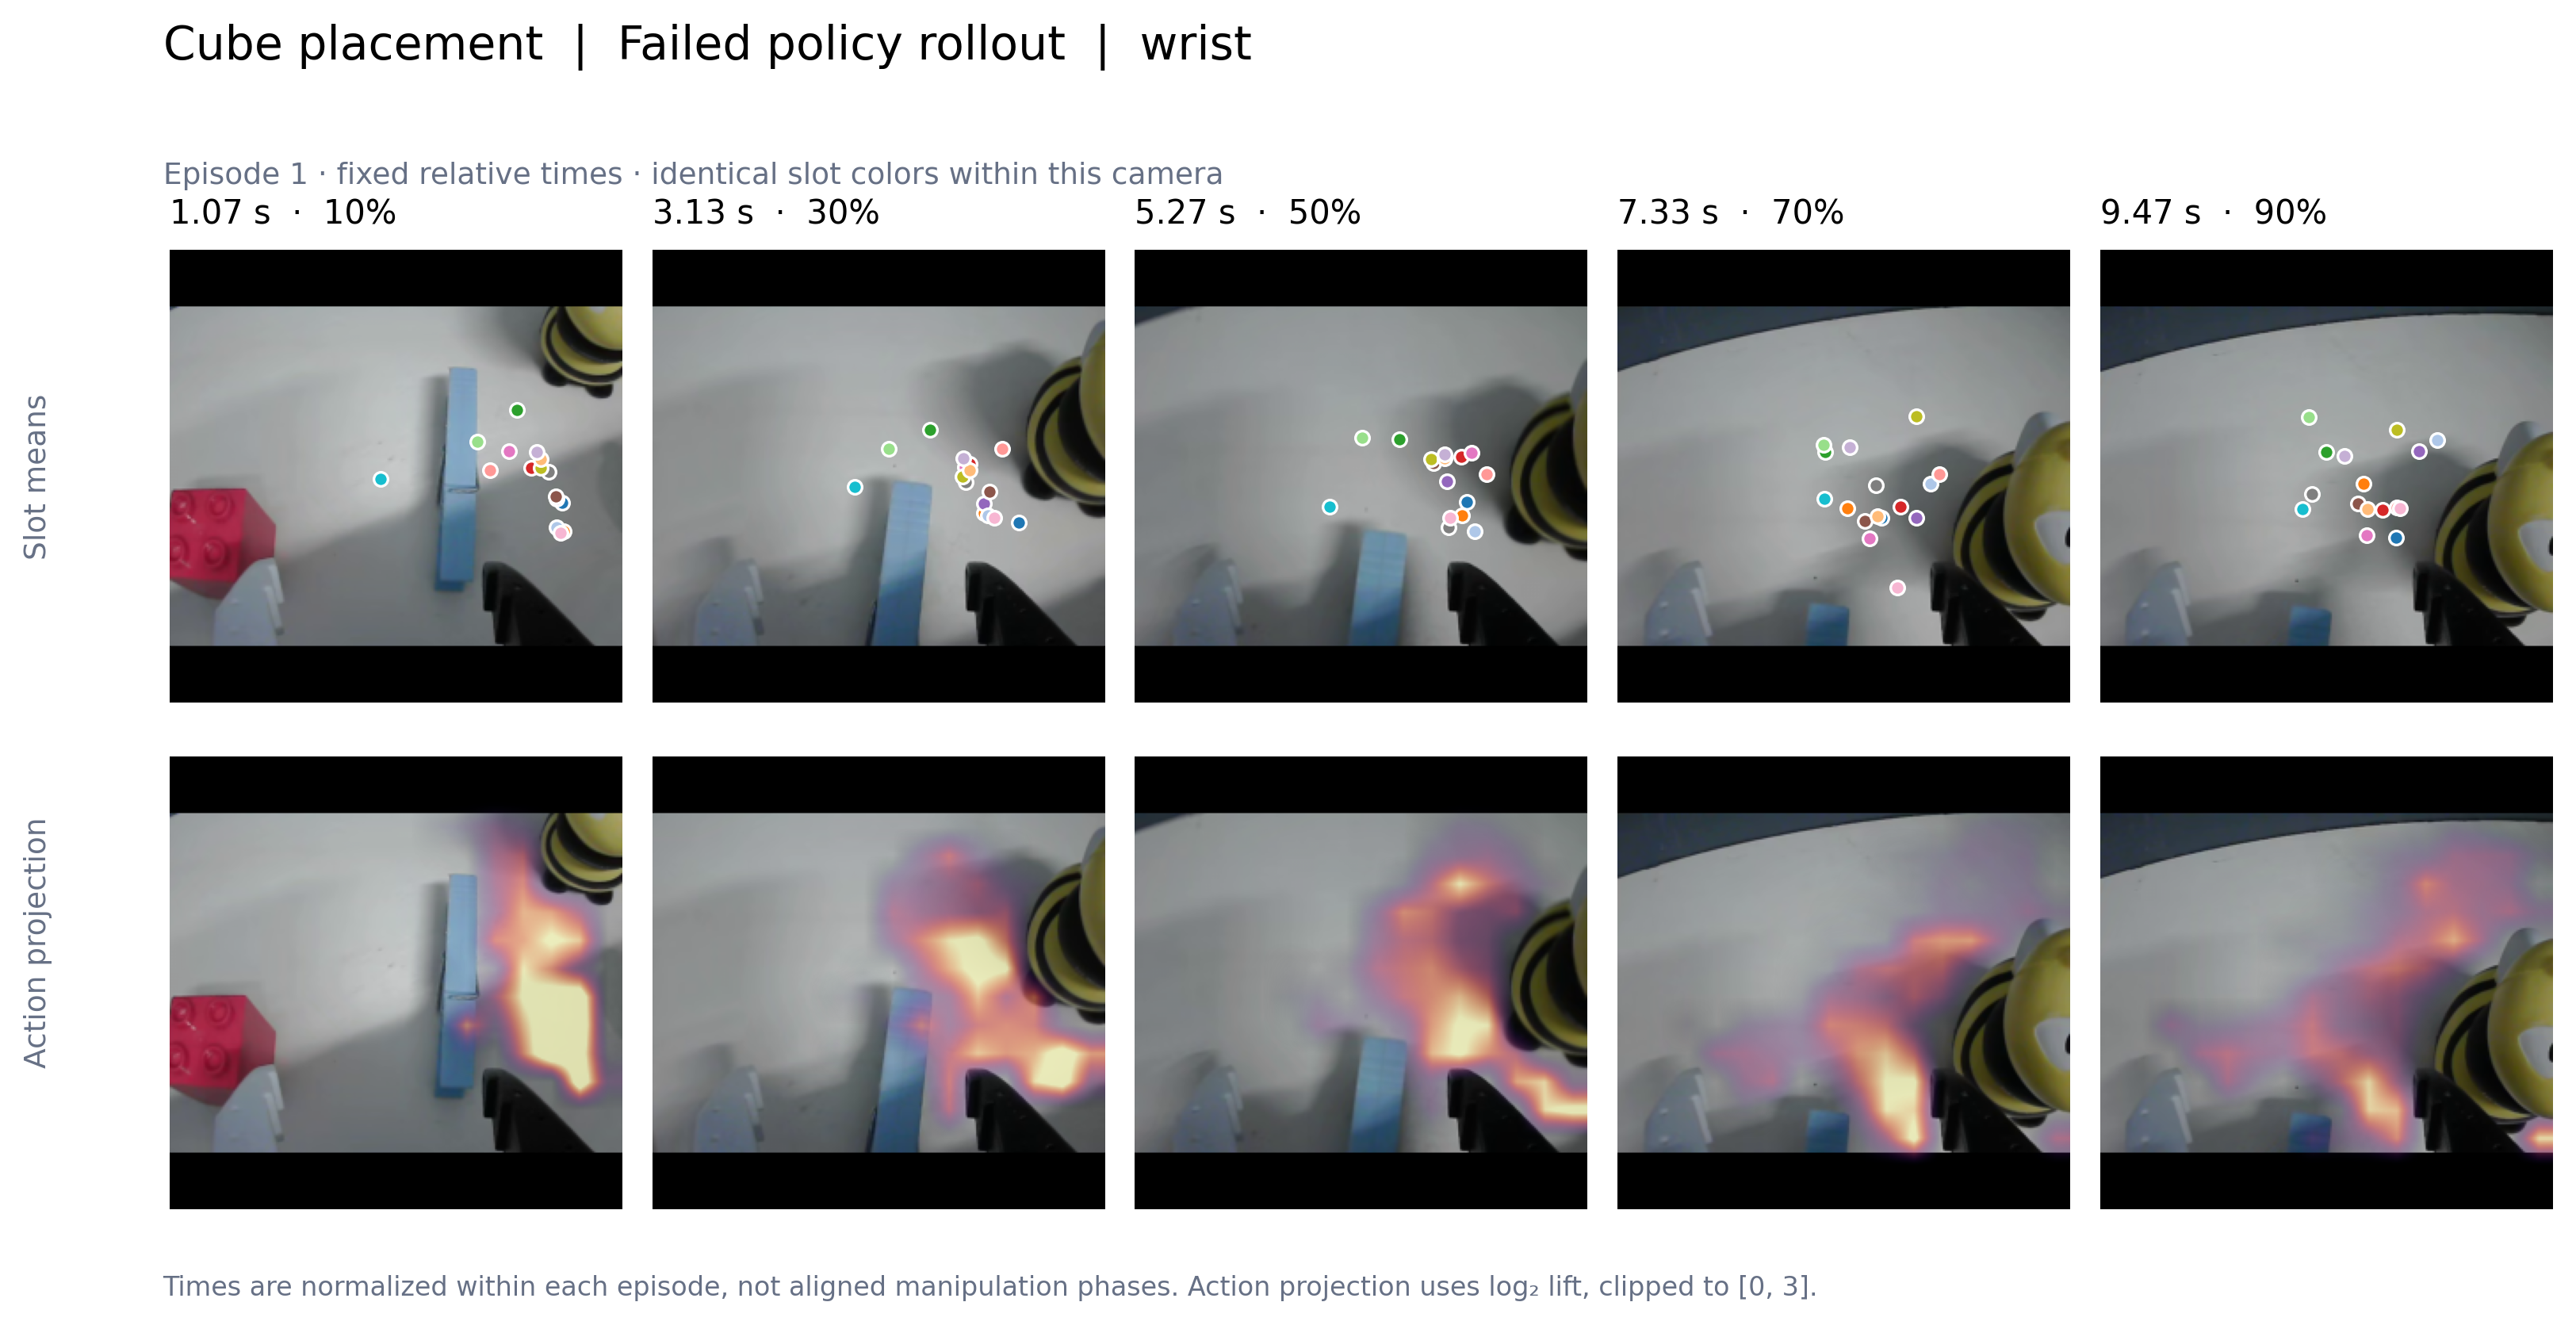 Cube placement | Failed policy rollout | wrist
Episode 1 · fixed relative times · identical slot colors within this camera
1.07 s · 10%
3.13 s · 30%
5.27 s · 50%
7.33 s · 70%
9.47 s · 90%
Slot means
Action projection
Times are normalized within each episode, not aligned manipulation phases. Action projection uses log₂ lift, clipped to [0, 3].